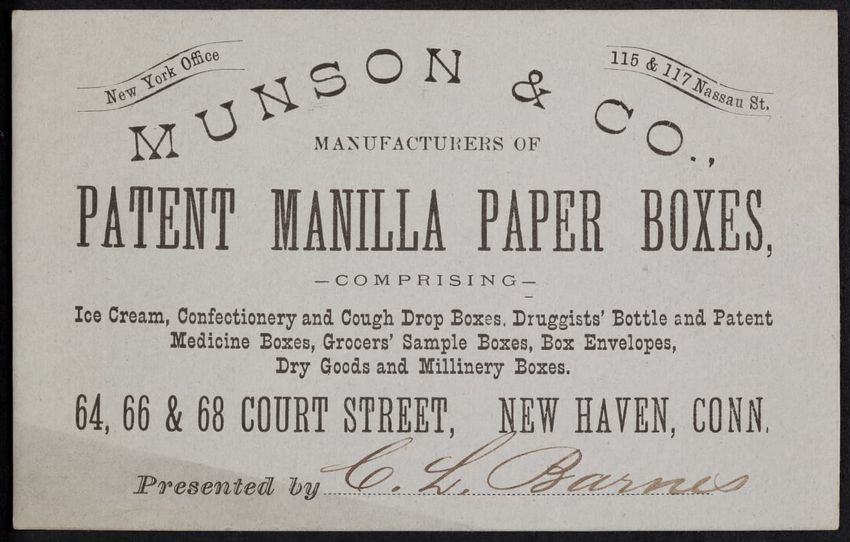 New York Office
115 & 117 Nassau St.
MUNSON & CO.,
MANUFACTURERS OF
PATENT MANILLA PAPER BOXES,
—COMPRISING—
Ice Cream, Confectionery and Cough Drop Boxes, Druggists' Bottle and Patent
Medicine Boxes, Grocers' Sample Boxes, Box Envelopes,
Dry Goods and Millinery Boxes.
64, 66 & 68 COURT STREET, NEW HAVEN, CONN.
Presented by C. L. Barnes